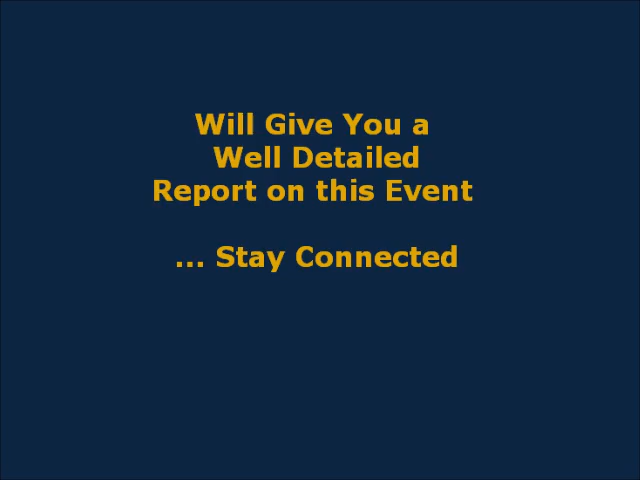 Will Give You a
Well Detailed
Report on this Event
... Stay Connected